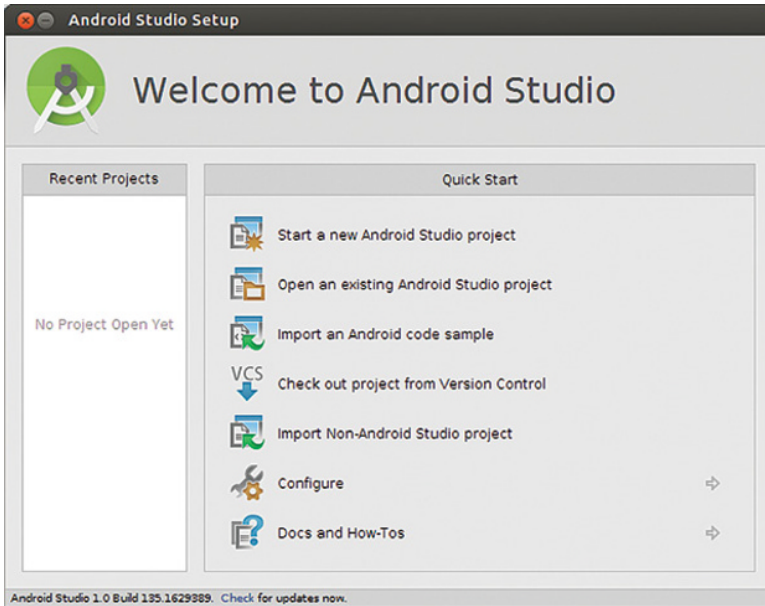 Android Studio Setup
Welcome to Android Studio
Recent Projects
No Project Open Yet
Quick Start
Start a new Android Studio project
Open an existing Android Studio project
Import an Android code sample
VCS
Check out project from Version Control
Import Non-Android Studio project
Configure
Docs and How-Tos
Android Studio 1.0 Build 135.1629389. Check for updates now.